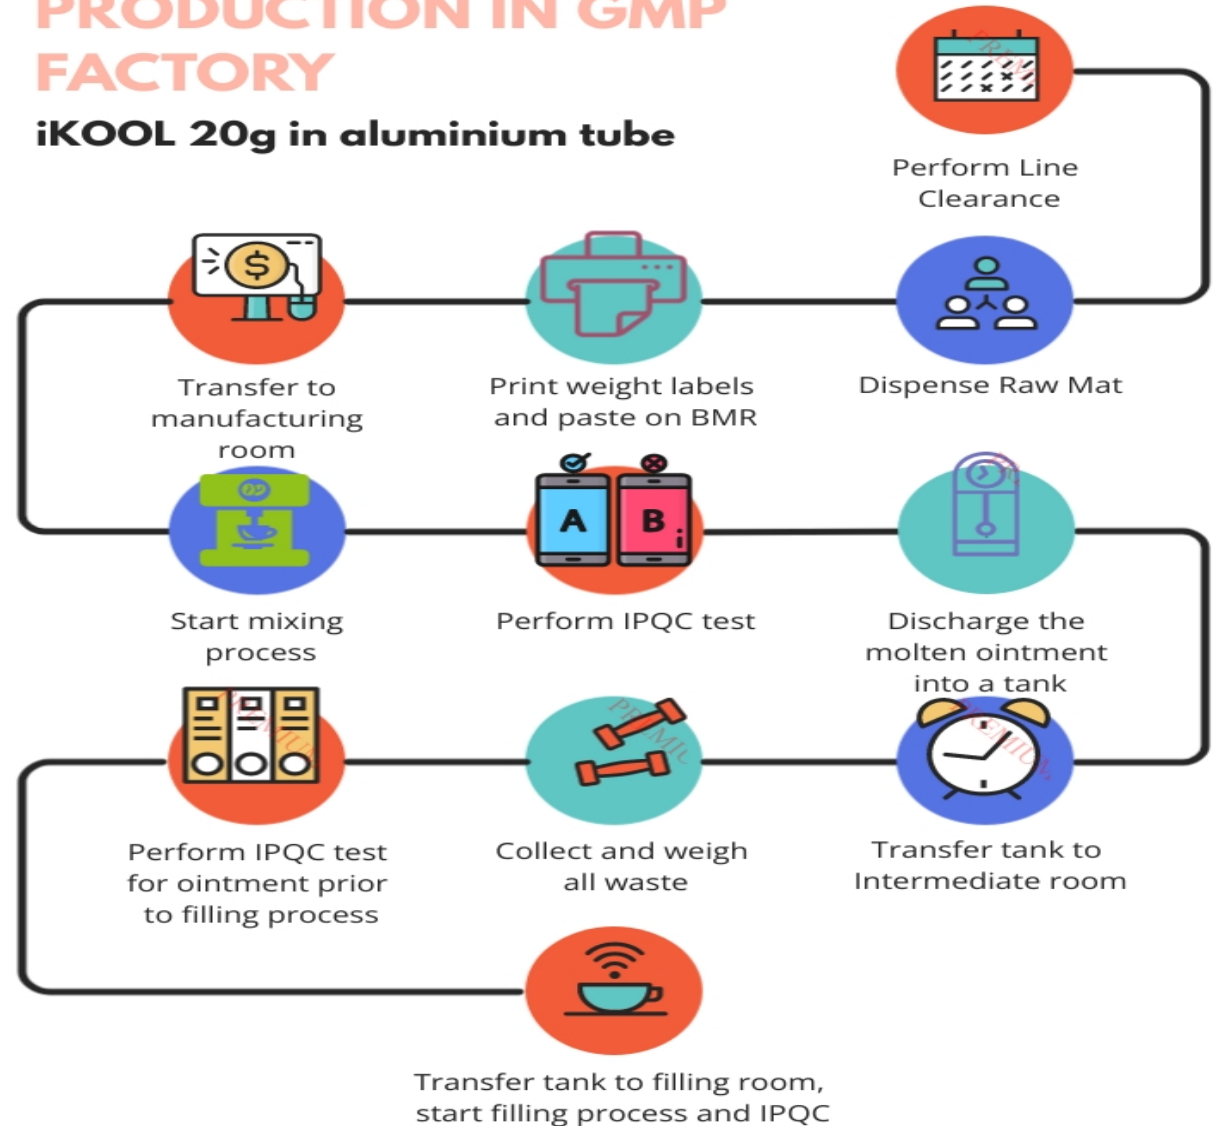 PRODUCTION IN GMP
FACTORY
iKOOL 20g in aluminium tube
Perform Line
Clearance
Dispense Raw Mat
Print weight labels
and paste on BMR
Transfer to
manufacturing
room
Start mixing
process
A
B
Perform IPQC test
Discharge the
molten ointment
into a tank
Transfer tank to
Intermediate room
Collect and weigh
all waste
Perform IPQC test
for ointment prior
to filling process
Transfer tank to filling room,
start filling process and IPQC